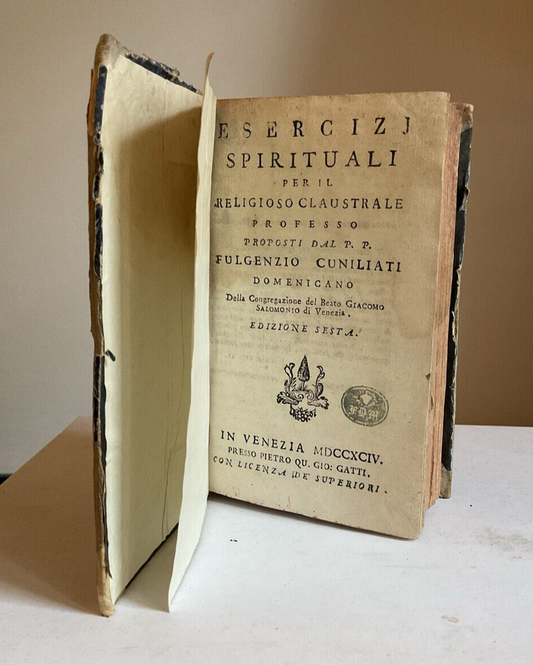 ESERCIZJ
SPIRITUALI
PER IL
RELIGIOSO CLAUSTRALE
PROFESSO
PROPOSTI DAL P. P.
FULGENZIO CUNILIATI
DOMENICANO
Della Congregazione del Beato GIACOMO
SALOMONIO di Venezia.
EDIZIONE SESTA.
IN VENEZIA MDCCXCIV.
PRESSO PIETRO QU. GIO: GATTI,
CON LICENZA DE' SUPERIORI.